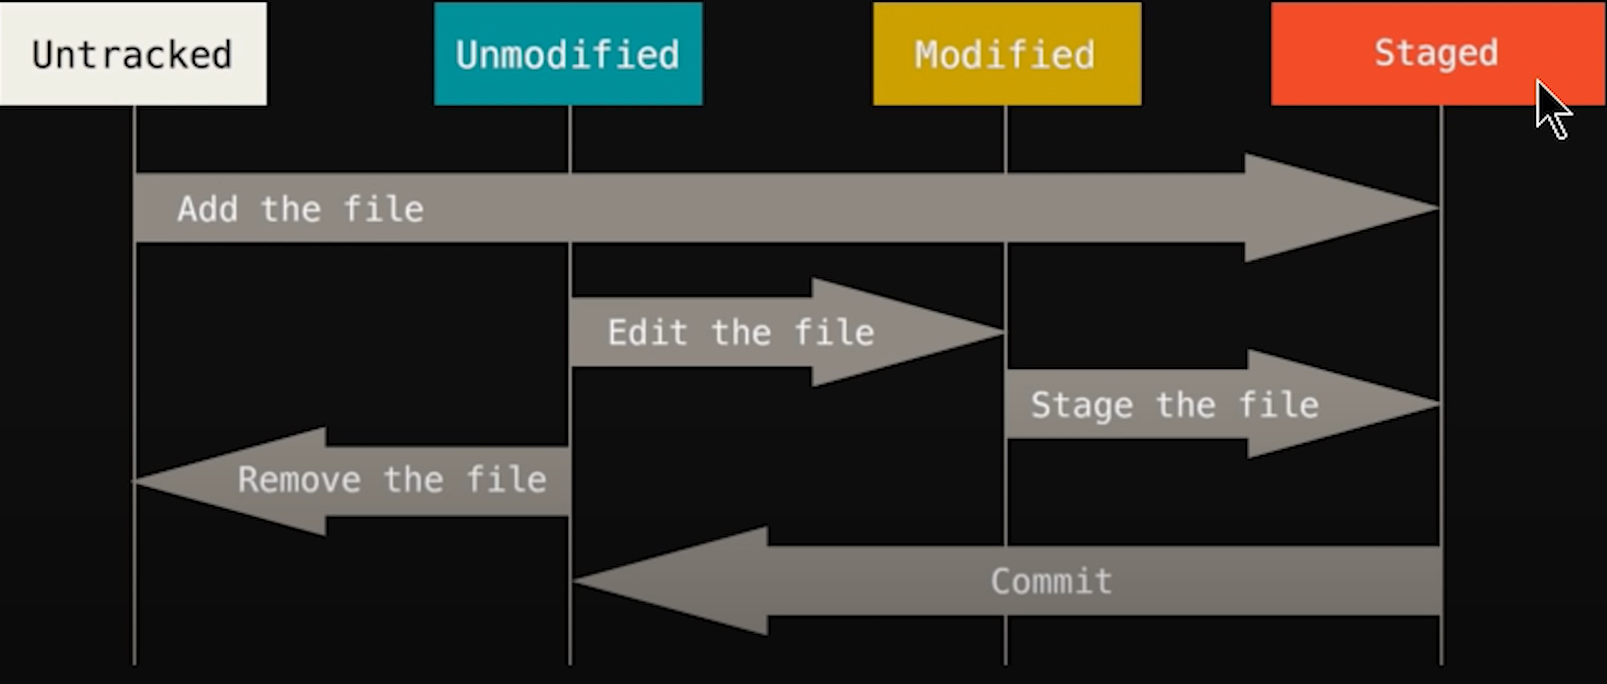 Untracked
Unmodified
Modified
Staged
Add the file
Edit the file
Stage the file
Remove the file
Commit